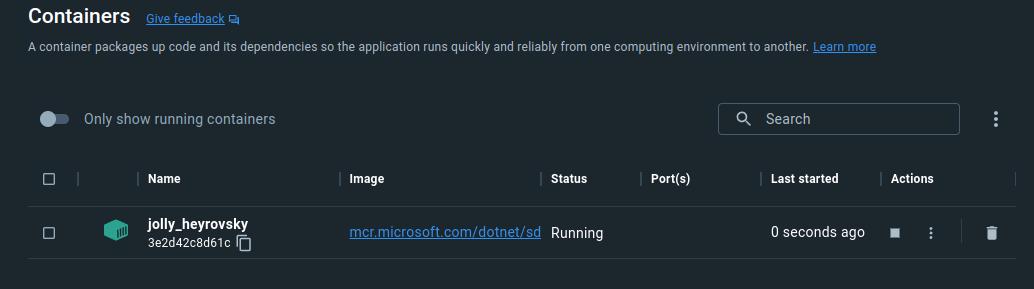 Containers Give feedback
A container packages up code and its dependencies so the application runs quickly and reliably from one computing environment to another. Learn more
Only show running containers Search
Name Image Status Port(s) Last started Actions
jolly_heyrovsky
3e2d42c8d61c mcr.microsoft.com/dotnet/sd Running 0 seconds ago